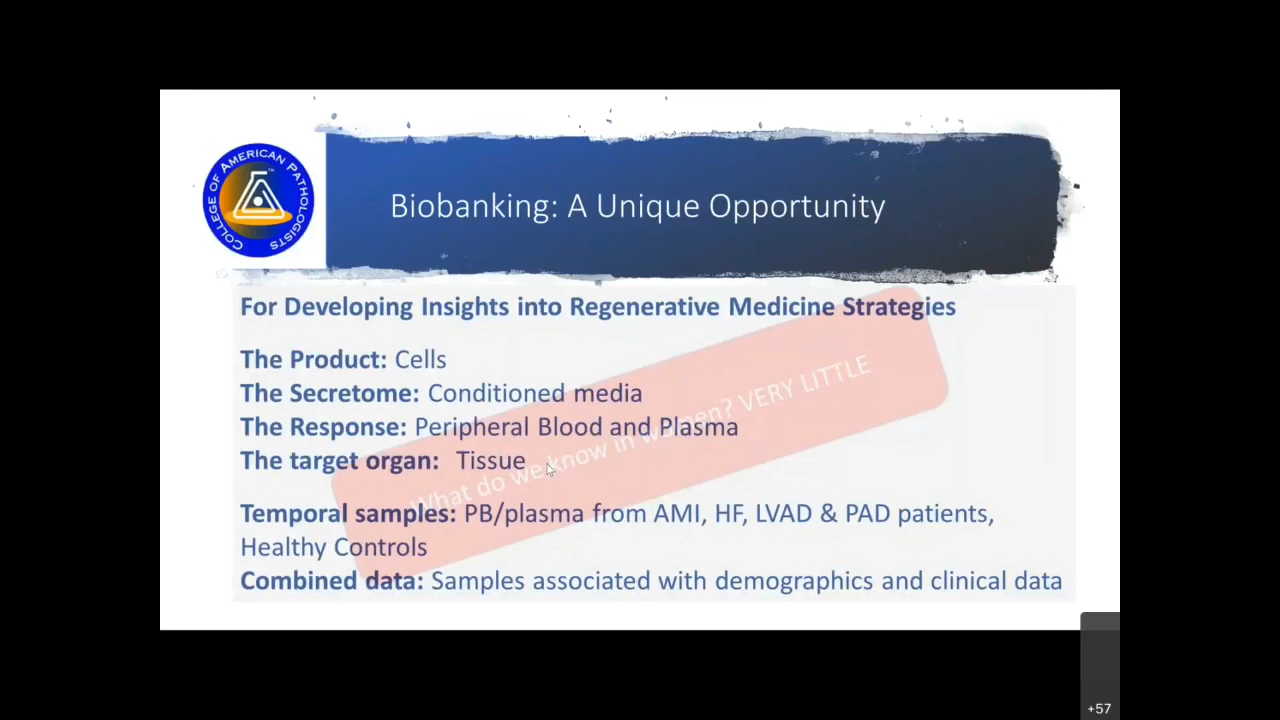 COLLEGE OF AMERICAN PATHOLOGISTS
TM
Biobanking: A Unique Opportunity
For Developing Insights into Regenerative Medicine Strategies
The Product: Cells
The Secretome: Conditioned media
The Response: Peripheral Blood and Plasma
The target organ: Tissue
What do we know in women? VERY LITTLE
Temporal samples: PB/plasma from AMI, HF, LVAD & PAD patients,
Healthy Controls
Combined data: Samples associated with demographics and clinical data
+57